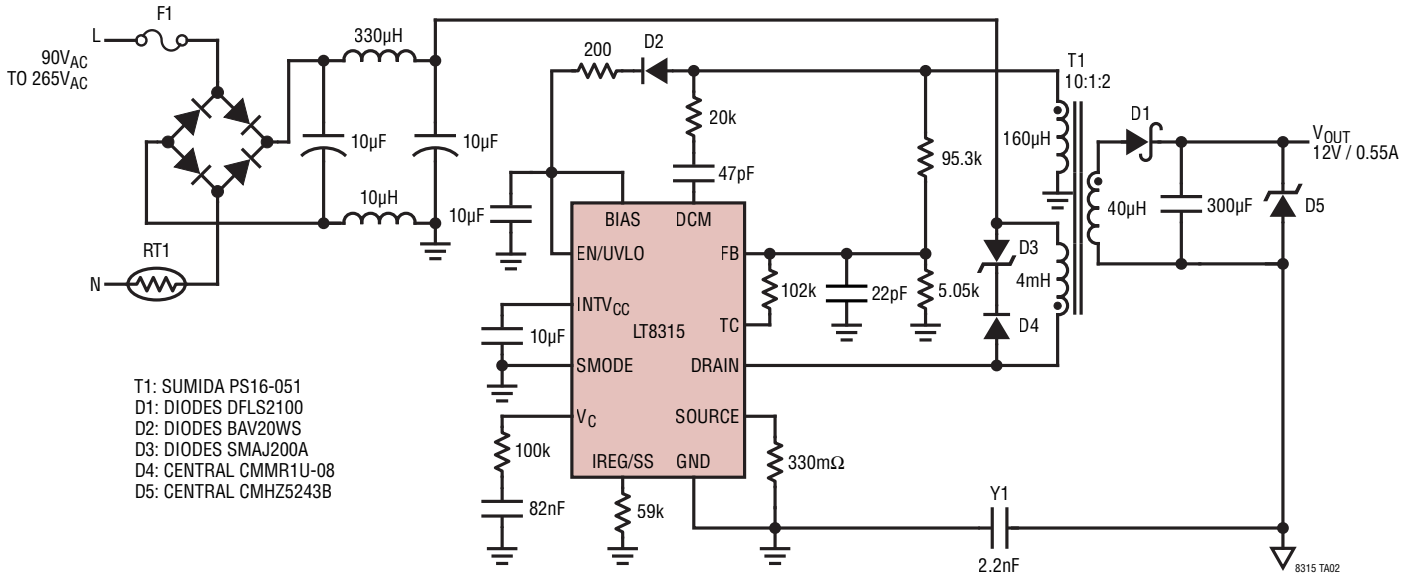 F1
L
90VAC
TO 265VAC
330µH
10µF
10µF
10µH
RT1
N
200
D2
20k
47pF
95.3k
T1
10:1:2
160µH
D1
VOUT
12V / 0.55A
40µH
300µF
D5
10µF
BIAS
DCM
EN/UVLO
FB
D3
4mH
102k
22pF
5.05k
INTVCC
TC
D4
10µF
LT8315
SMODE
DRAIN
VC
SOURCE
100k
IREG/SS
GND
330mΩ
82nF
59k
Y1
2.2nF
T1: SUMIDA PS16-051
D1: DIODES DFLS2100
D2: DIODES BAV20WS
D3: DIODES SMAJ200A
D4: CENTRAL CMMR1U-08
D5: CENTRAL CMHZ5243B
8315 TA02